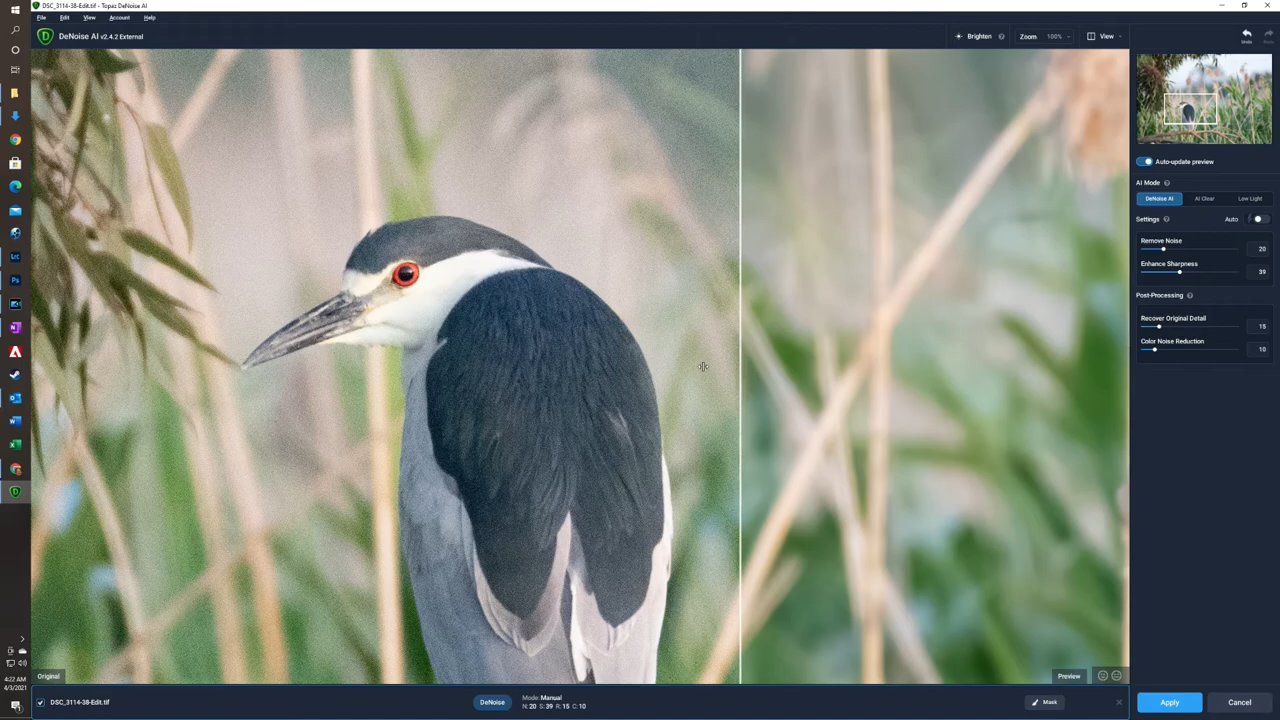 DSC_3114-38-Edit.tif - Topaz DeNoise AI
File Edit View Account Help
DeNoise AI v2.4.2 External
Brighten
Zoom 100%
View
Undo
Redo
Auto-update preview
AI Mode
DeNoise AI AI Clear Low Light
Settings Auto
Remove Noise
20
Enhance Sharpness
39
Post-Processing
Recover Original Detail
15
Color Noise Reduction
10
Original
Preview
DSC_3114-38-Edit.tif
DeNoise
Mode: Manual
N: 20 S: 39 R: 15 C: 10
Mask
Apply
Cancel
4:22 AM
4/3/2021